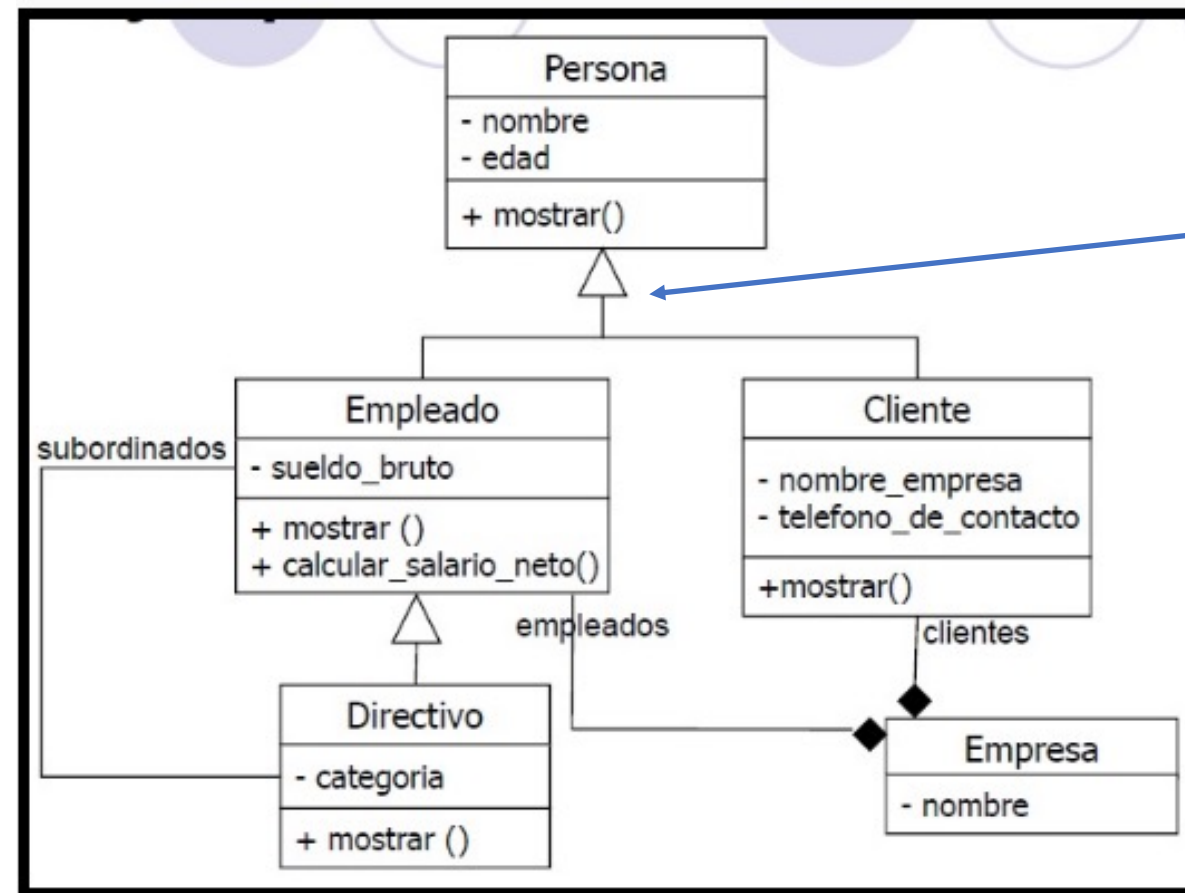 Persona
- nombre
- edad
+ mostrar()
Empleado
- sueldo_bruto
+ mostrar ()
+ calcular_salario_neto()
Cliente
- nombre_empresa
- telefono_de_contacto
+mostrar()
subordinados
empleados
clientes
Directivo
- categoria
+ mostrar ()
Empresa
- nombre